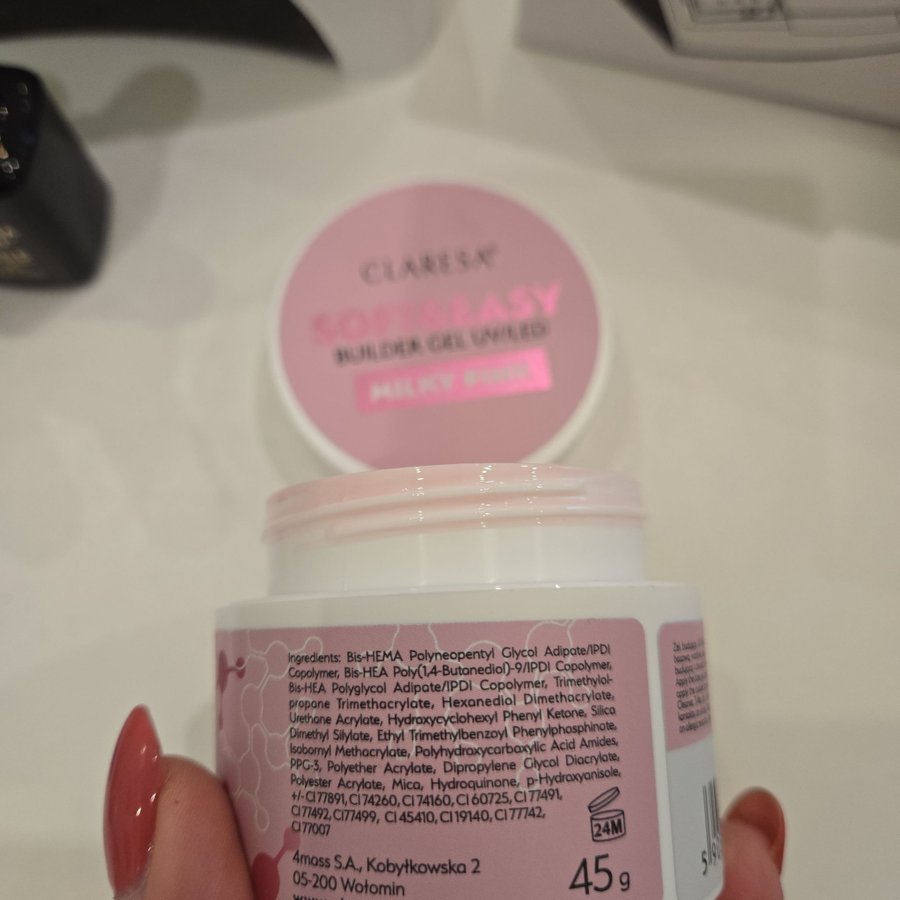 CLARESA®
SOFT&EASY
BUILDER GEL UV/LED
MILKY PINK
Ingredients: Bis-HEMA Polyneopentyl Glycol Adipate/IPDI
Copolymer, Bis-HEA Poly(1,4-Butanediol)-9/IPDI Copolymer,
Bis-HEA Polyglycol Adipate/IPDI Copolymer, Trimethylol-
propane Trimethacrylate, Hexanediol Dimethacrylate,
Urethane Acrylate, Hydroxycyclohexyl Phenyl Ketone, Silica
Dimethyl Silylate, Ethyl Trimethylbenzoyl Phenylphosphinate,
Isobornyl Methacrylate, Polyhydroxycarboxylic Acid Amides,
PPG-3, Polyether Acrylate, Dipropylene Glycol Diacrylate,
Polyester Acrylate, Mica, Hydroquinone, p-Hydroxyanisole,
+/- CI 77891, CI 74260, CI 74160, CI 60725, CI 77491,
CI 77492, CI77499, CI 45410, CI 19140, CI 77742,
CI 77007
24M
4mass S.A., Kobyłkowska 2
05-200 Wołomin
45 g